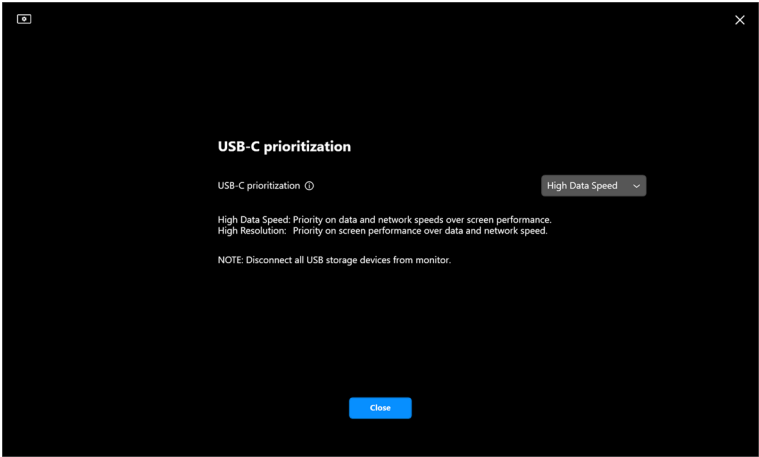 USB-C prioritization
USB-C prioritization
High Data Speed
High Data Speed: Priority on data and network speeds over screen performance.
High Resolution: Priority on screen performance over data and network speed.
NOTE: Disconnect all USB storage devices from monitor.
Close